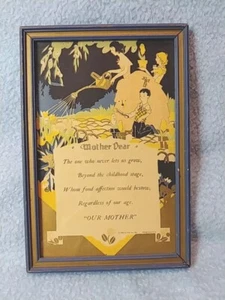 Mother Dear
The one who never lets us grow,
Beyond the childhood stage,
Whose fond affection would bestow,
Regardless of our age.
"OUR MOTHER"